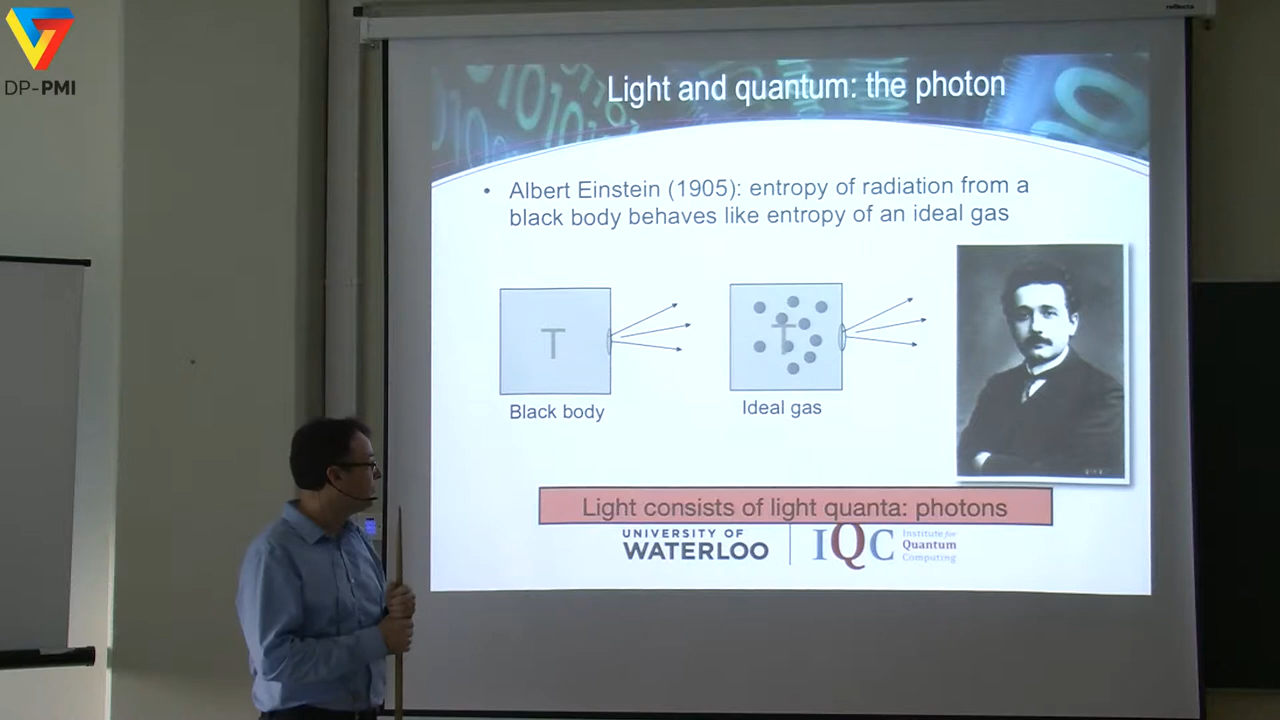 DP-PMI
reflecta
Light and quantum: the photon
• Albert Einstein (1905): entropy of radiation from a
black body behaves like entropy of an ideal gas
T
T
Black body
Ideal gas
Light consists of light quanta: photons
UNIVERSITY OF
WATERLOO
IQC
Institute for
Quantum
Computing